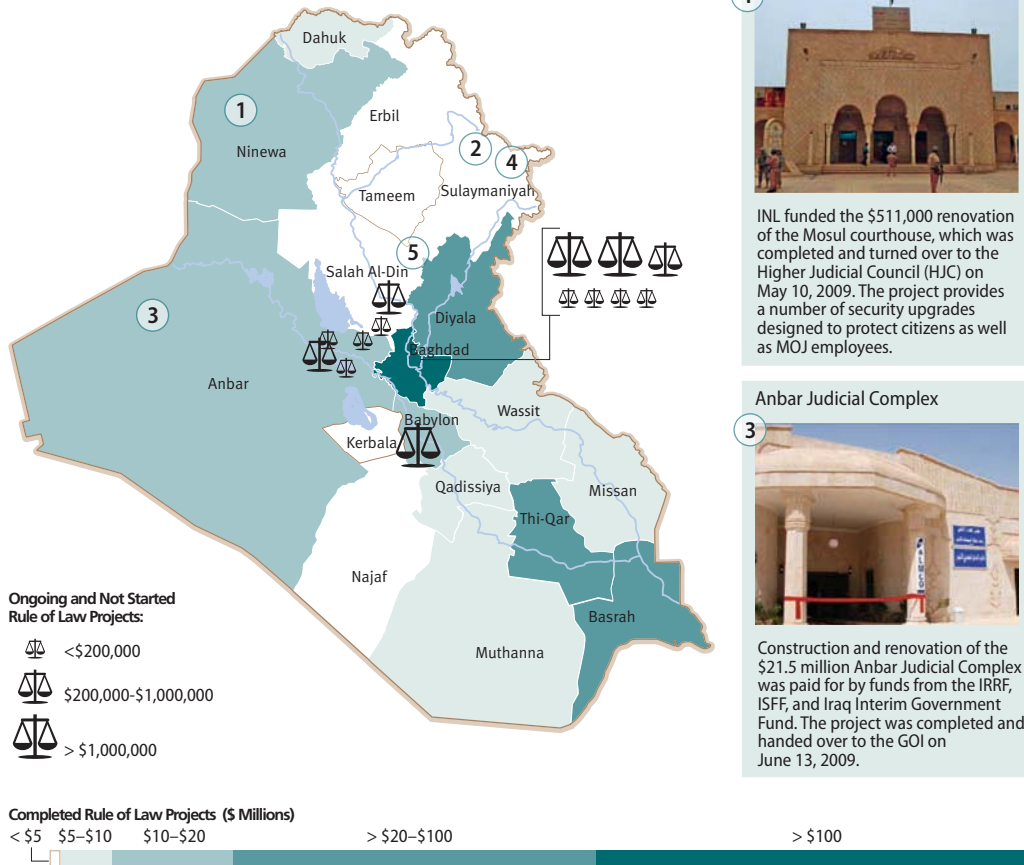 Dahuk
1
Erbil
Ninewa
2
4
Tameem
Sulaymaniyah
5
Salah Al-Din
3
Diyala
Baghdad
Anbar
Wassit
Babylon
Kerbala
Qadissiya
Missan
Thi-Qar
Najaf
Basrah
Muthanna
Ongoing and Not Started
Rule of Law Projects:
<$200,000
$200,000-$1,000,000
> $1,000,000
Completed Rule of Law Projects ($ Millions)
< $5 $5–$10 $10–$20 > $20–$100 > $100
INL funded the $511,000 renovation
of the Mosul courthouse, which was
completed and turned over to the
Higher Judicial Council (HJC) on
May 10, 2009. The project provides
a number of security upgrades
designed to protect citizens as well
as MOJ employees.
Anbar Judicial Complex
3
Construction and renovation of the
$21.5 million Anbar Judicial Complex
was paid for by funds from the IRRF,
ISFF, and Iraq Interim Government
Fund. The project was completed and
handed over to the GOI on
June 13, 2009.